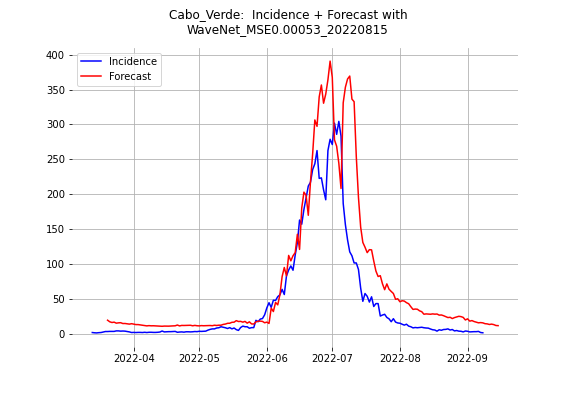 Cabo_Verde:  Incidence + Forecast with
WaveNet_MSE0.00053_20220815
Incidence
Forecast
400
350
300
250
200
150
100
50
0
2022-04 2022-05 2022-06 2022-07 2022-08 2022-09